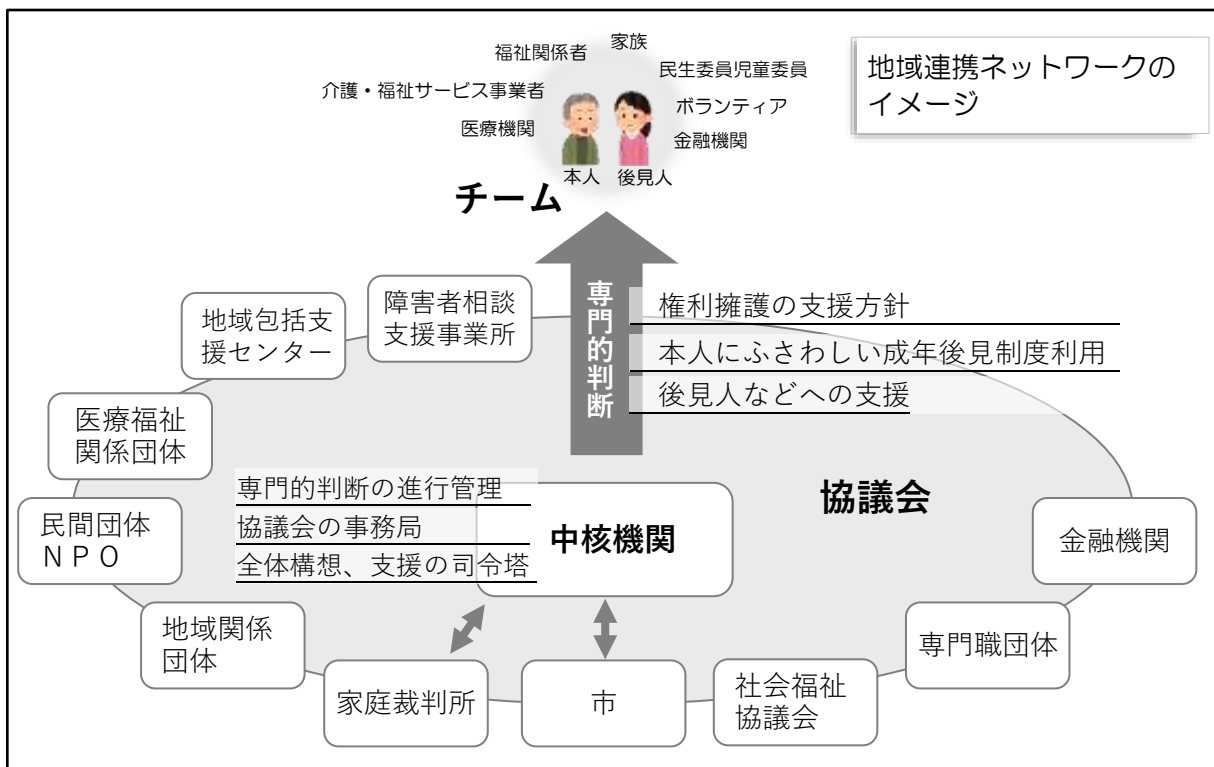 地域連携ネットワークの
イメージ
家族
福祉関係者
民生委員児童委員
介護・福祉サービス事業者
ボランティア
医療機関
金融機関
本人
後見人
チーム
専門的判断
権利擁護の支援方針
本人にふさわしい成年後見制度利用
後見人などへの支援
障害者相談
支援事業所
地域包括支
援センター
医療福祉
関係団体
民間団体
ＮＰＯ
専門的判断の進行管理
協議会の事務局
全体構想、支援の司令塔
中核機関
協議会
金融機関
地域関係
団体
家庭裁判所
市
社会福祉
協議会
専門職団体